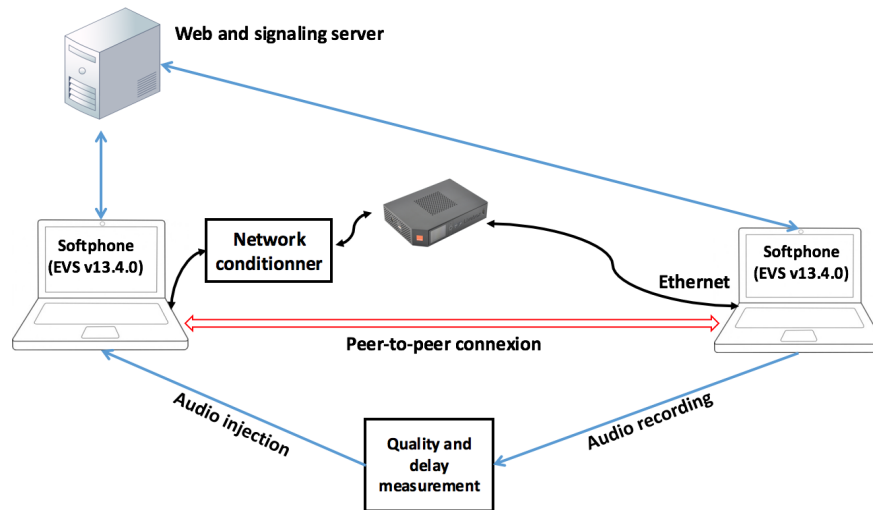 Web and signaling server
Softphone
(EVS v13.4.0)
Network
conditionner
Softphone
(EVS v13.4.0)
Ethernet
Peer-to-peer connexion
Audio injection
Audio recording
Quality and
delay
measurement